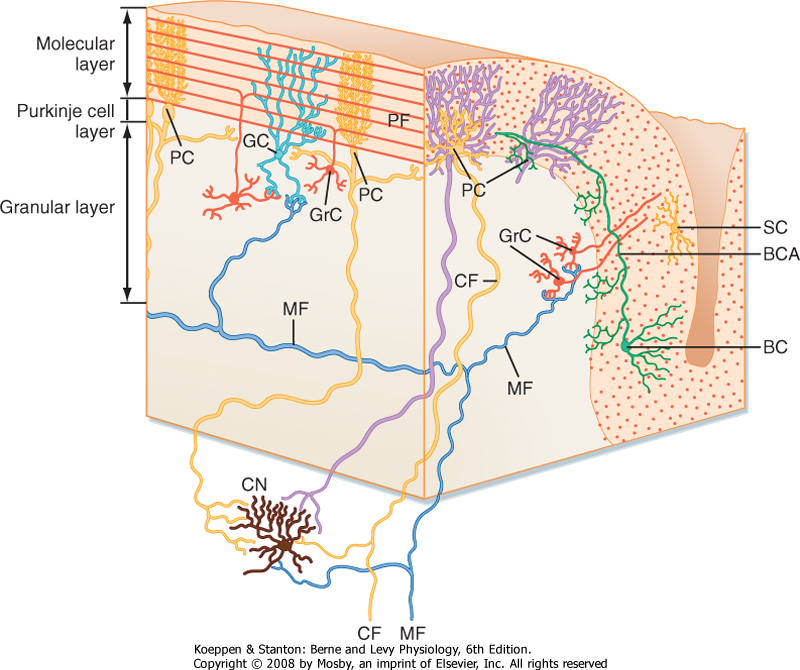 Molecular
layer
Purkinje cell
layer
Granular layer
PC
GC
GrC
PC
PF
PC
GrC
CF
MF
MF
SC
BCA
BC
CN
CF MF
Koeppen & Stanton: Berne and Levy Physiology, 6th Edition.
Copyright © 2008 by Mosby, an imprint of Elsevier, Inc. All rights reserved